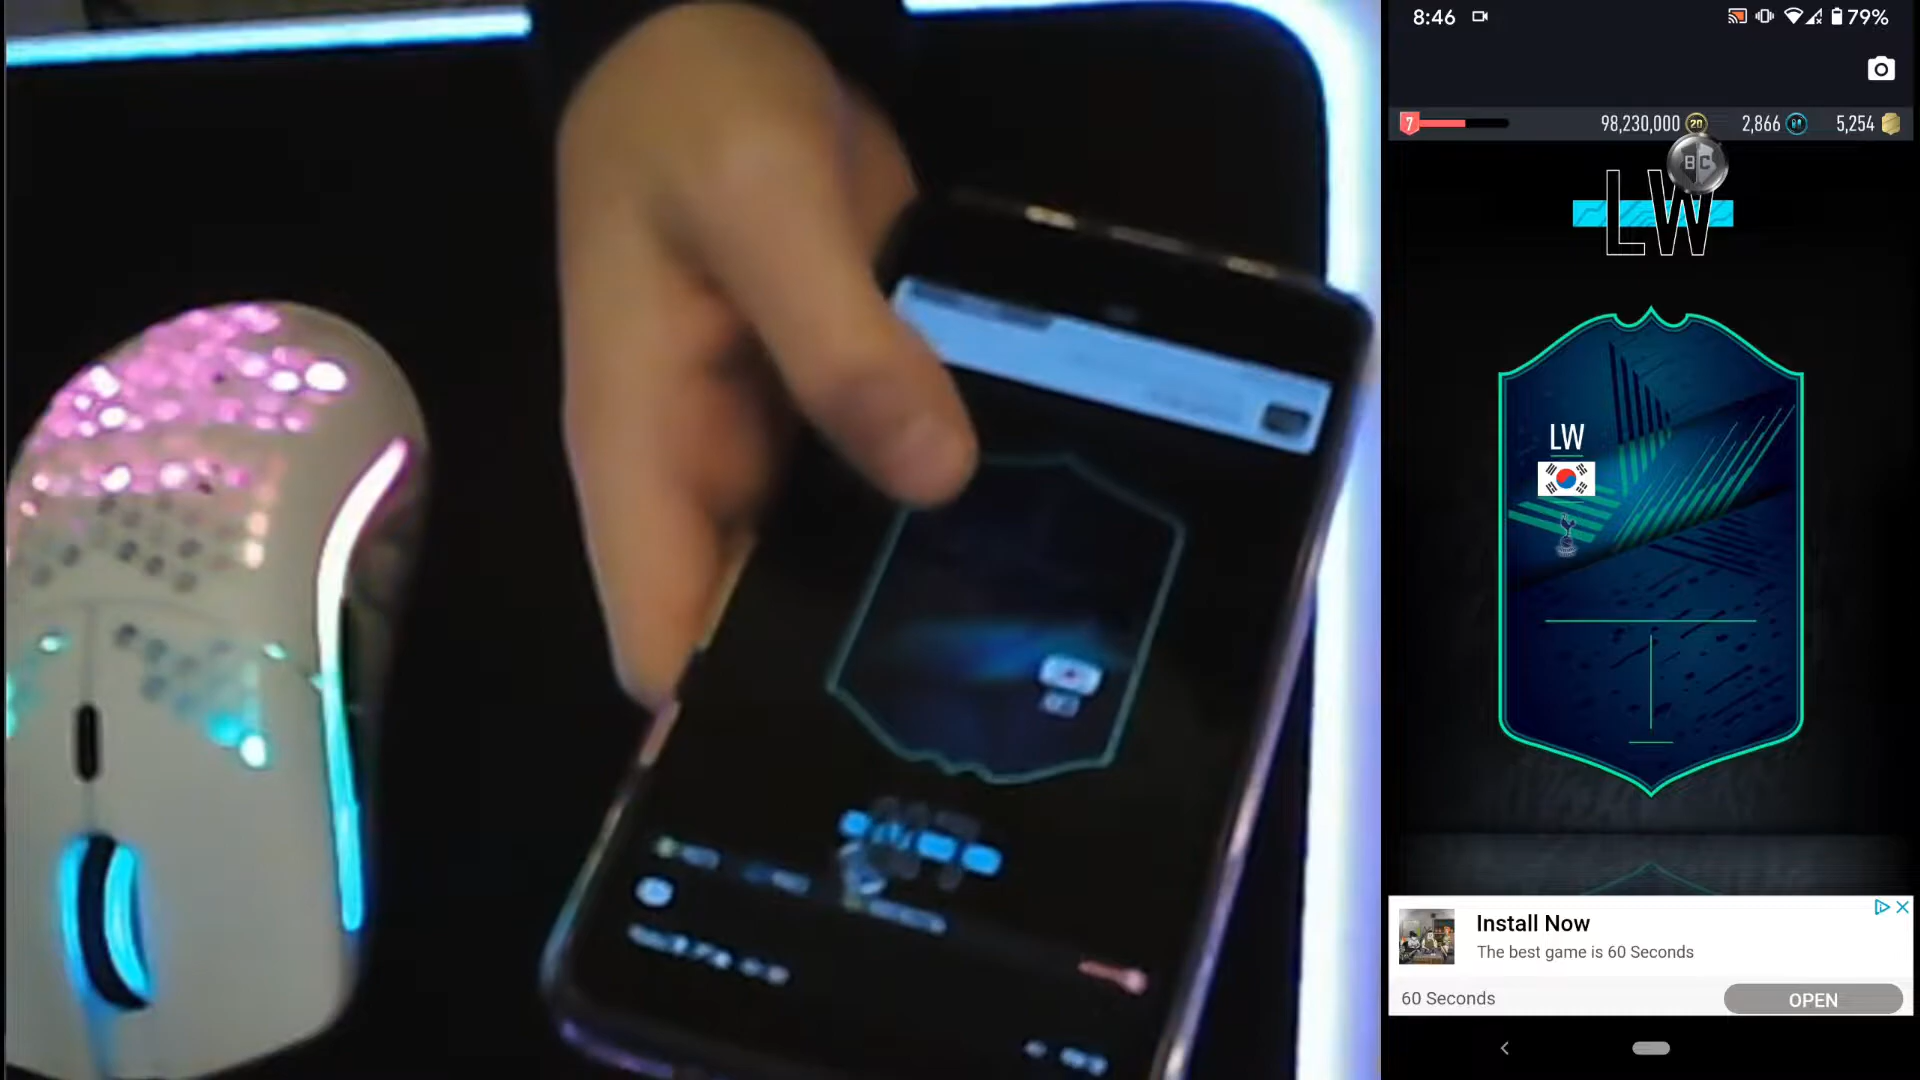 8:46
79%
7
98,230,000
20
2,866
5,254
BC
LW
LW
Install Now
The best game is 60 Seconds
60 Seconds
OPEN